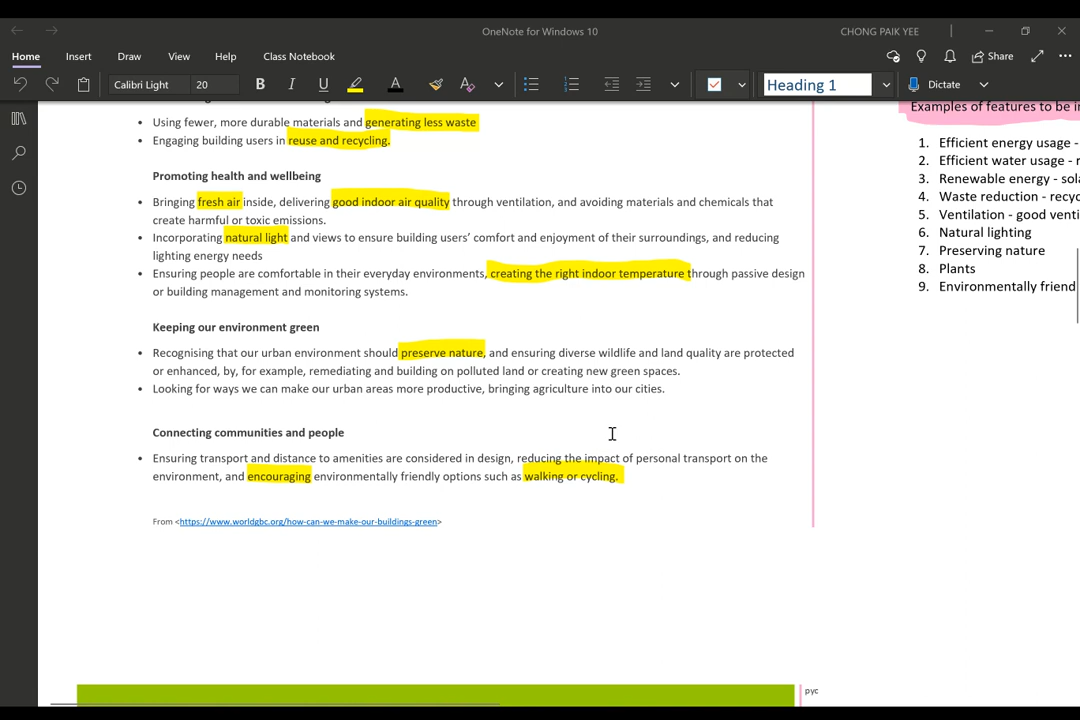 OneNote for Windows 10
CHONG PAIK YEE
Home
Insert
Draw
View
Help
Class Notebook
Share
Calibri Light
20
B
I
U
A
Heading 1
Dictate
Using fewer, more durable materials and generating less waste
Engaging building users in reuse and recycling.
Promoting health and wellbeing
Bringing fresh air inside, delivering good indoor air quality through ventilation, and avoiding materials and chemicals that
create harmful or toxic emissions.
Incorporating natural light and views to ensure building users' comfort and enjoyment of their surroundings, and reducing
lighting energy needs
Ensuring people are comfortable in their everyday environments, creating the right indoor temperature through passive design
or building management and monitoring systems.
Keeping our environment green
Recognising that our urban environment should preserve nature, and ensuring diverse wildlife and land quality are protected
or enhanced, by, for example, remediating and building on polluted land or creating new green spaces.
Looking for ways we can make our urban areas more productive, bringing agriculture into our cities.
Connecting communities and people
Ensuring transport and distance to amenities are considered in design, reducing the impact of personal transport on the
environment, and encouraging environmentally friendly options such as walking or cycling.
From <https://www.worldgbc.org/how-can-we-make-our-buildings-green>
Examples of features to be
1. Efficient energy usage -
2. Efficient water usage -
3. Renewable energy -
4. Waste reduction -
5. Ventilation - good
6. Natural lighting
7. Preserving nature
8. Plants
9. Environmentally friend
pyc